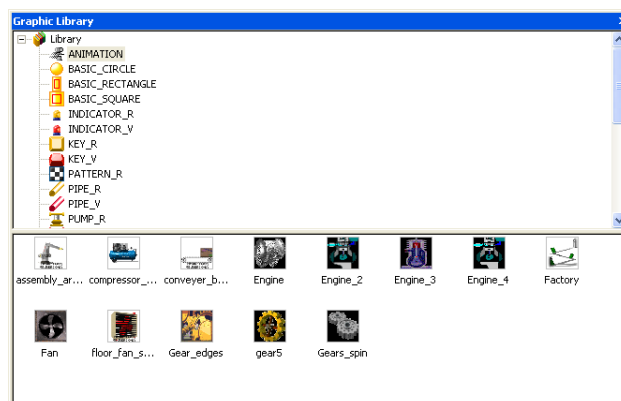 Graphic Library
Library
ANIMATION
BASIC_CIRCLE
BASIC_RECTANGLE
BASIC_SQUARE
INDICATOR_R
INDICATOR_V
KEY_R
KEY_V
PATTERN_R
PIPE_R
PIPE_V
PUMP_R
assembly_ar... compressor_... conveyer_b... Engine Engine_2 Engine_3 Engine_4 Factory
Fan floor_fan_s... Gear_edges gear5 Gears_spin